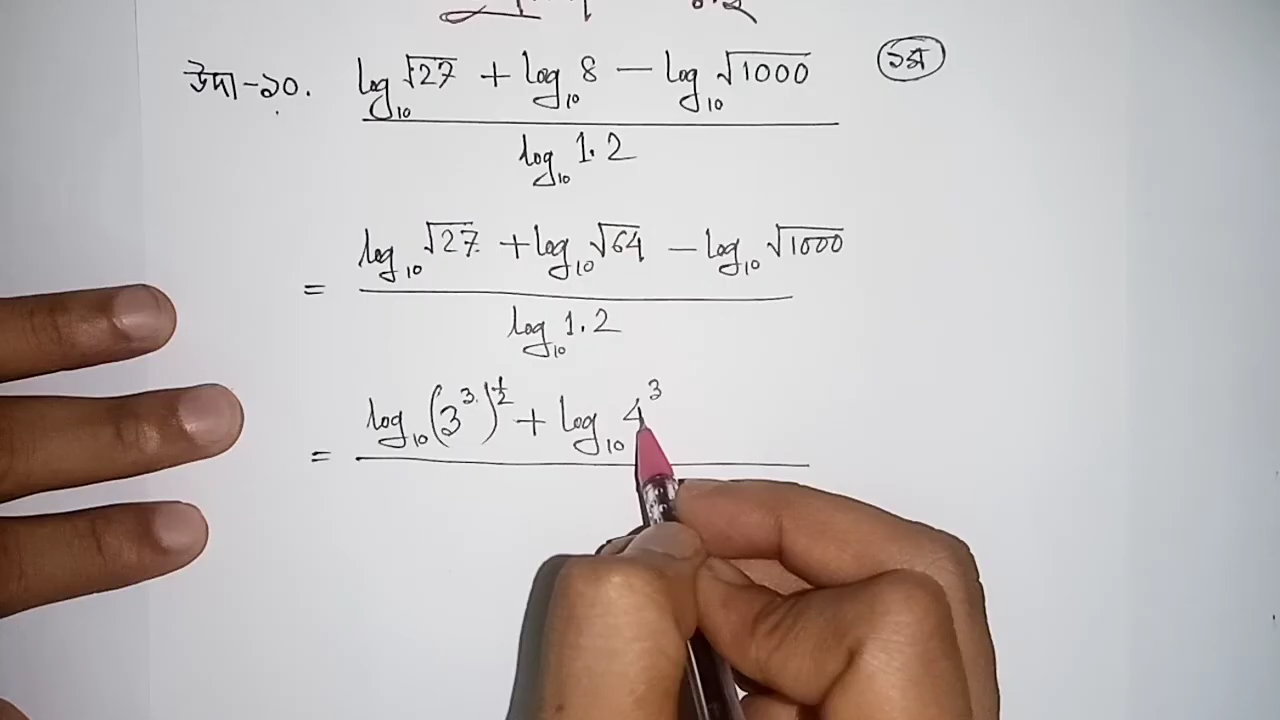 উদা-১০. log₁₀√27 + log₁₀8 − log₁₀√1000
log₁₀1.2
= log₁₀√27 + log₁₀√64 − log₁₀√1000
log₁₀1.2
= log₁₀(3³)^½ + log₁₀4³